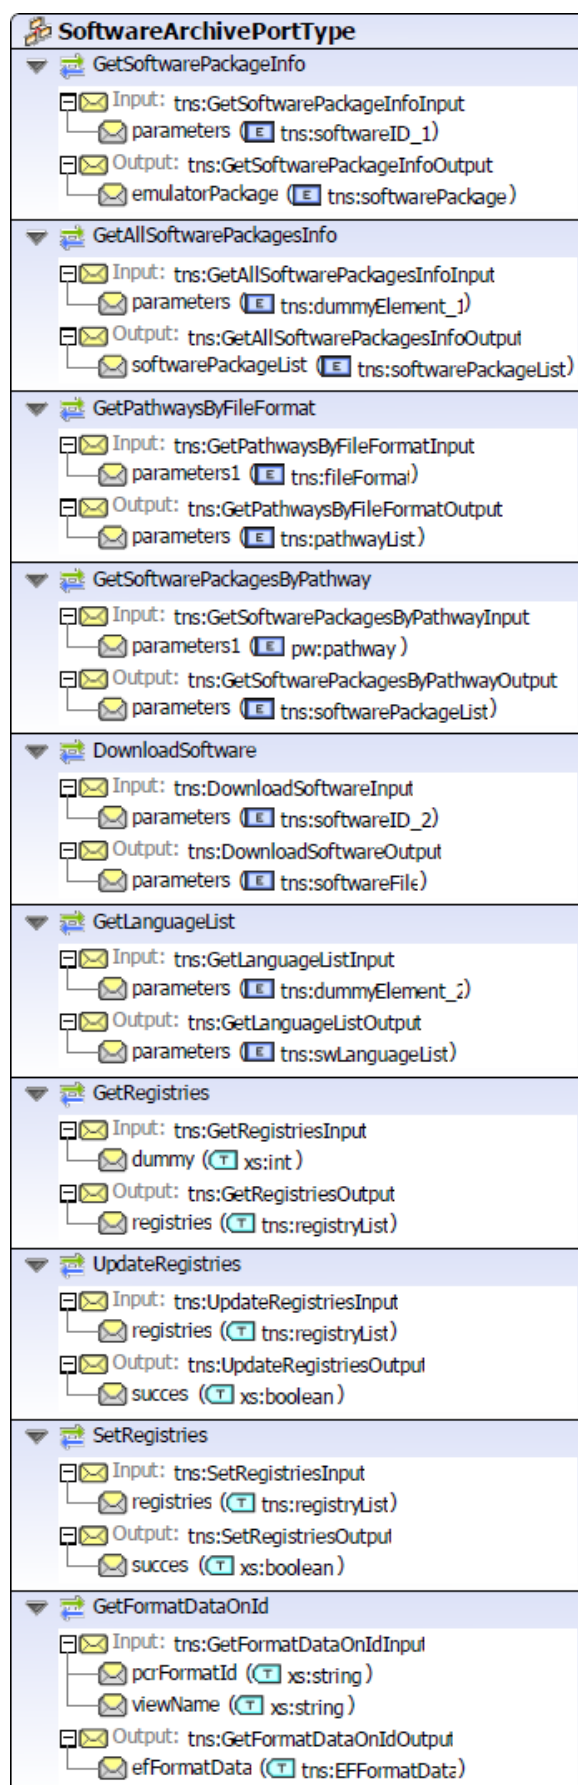 SoftwareArchivePortType
GetSoftwarePackageInfo
Input: tns:GetSoftwarePackageInfoInput
parameters (E tns:softwareID_1)
Output: tns:GetSoftwarePackageInfoOutput
emulatorPackage (E tns:softwarePackage)
GetAllSoftwarePackagesInfo
Input: tns:GetAllSoftwarePackagesInfoInput
parameters (E tns:dummyElement_1)
Output: tns:GetAllSoftwarePackagesInfoOutput
softwarePackageList (E tns:softwarePackageList)
GetPathwaysByFileFormat
Input: tns:GetPathwaysByFileFormatInput
parameters1 (E tns:fileFormat)
Output: tns:GetPathwaysByFileFormatOutput
parameters (E tns:pathwayList)
GetSoftwarePackagesByPathway
Input: tns:GetSoftwarePackagesByPathwayInput
parameters1 (E pw:pathway)
Output: tns:GetSoftwarePackagesByPathwayOutput
parameters (E tns:softwarePackageList)
DownloadSoftware
Input: tns:DownloadSoftwareInput
parameters (E tns:softwareID_2)
Output: tns:DownloadSoftwareOutput
parameters (E tns:softwareFile)
GetLanguageList
Input: tns:GetLanguageListInput
parameters (E tns:dummyElement_2)
Output: tns:GetLanguageListOutput
parameters (E tns:swLanguageList)
GetRegistries
Input: tns:GetRegistriesInput
dummy (T xs:int)
Output: tns:GetRegistriesOutput
registries (T tns:registryList)
UpdateRegistries
Input: tns:UpdateRegistriesInput
registries (T tns:registryList)
Output: tns:UpdateRegistriesOutput
succes (T xs:boolean)
SetRegistries
Input: tns:SetRegistriesInput
registries (T tns:registryList)
Output: tns:SetRegistriesOutput
succes (T xs:boolean)
GetFormatDataOnId
Input: tns:GetFormatDataOnIdInput
pcrFormatId (T xs:string)
viewName (T xs:string)
Output: tns:GetFormatDataOnIdOutput
efFormatData (T tns:EFFormatData)